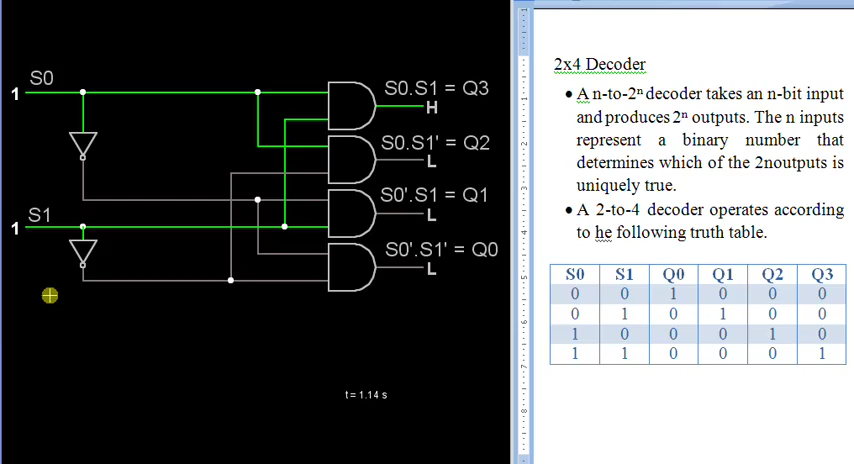 S0
1
S0.S1 = Q3
H
S0.S1' = Q2
L
S0'.S1 = Q1
L
S1
1
S0'.S1' = Q0
L
t= 1.14 s
2x4 Decoder
• A n-to-2ⁿ decoder takes an n-bit input
and produces 2ⁿ outputs. The n inputs
represent a binary number that
determines which of the 2noutputs is
uniquely true.
• A 2-to-4 decoder operates according
to he following truth table.
S0 S1 Q0 Q1 Q2 Q3
0 0 1 0 0 0
0 1 0 1 0 0
1 0 0 0 1 0
1 1 0 0 0 1